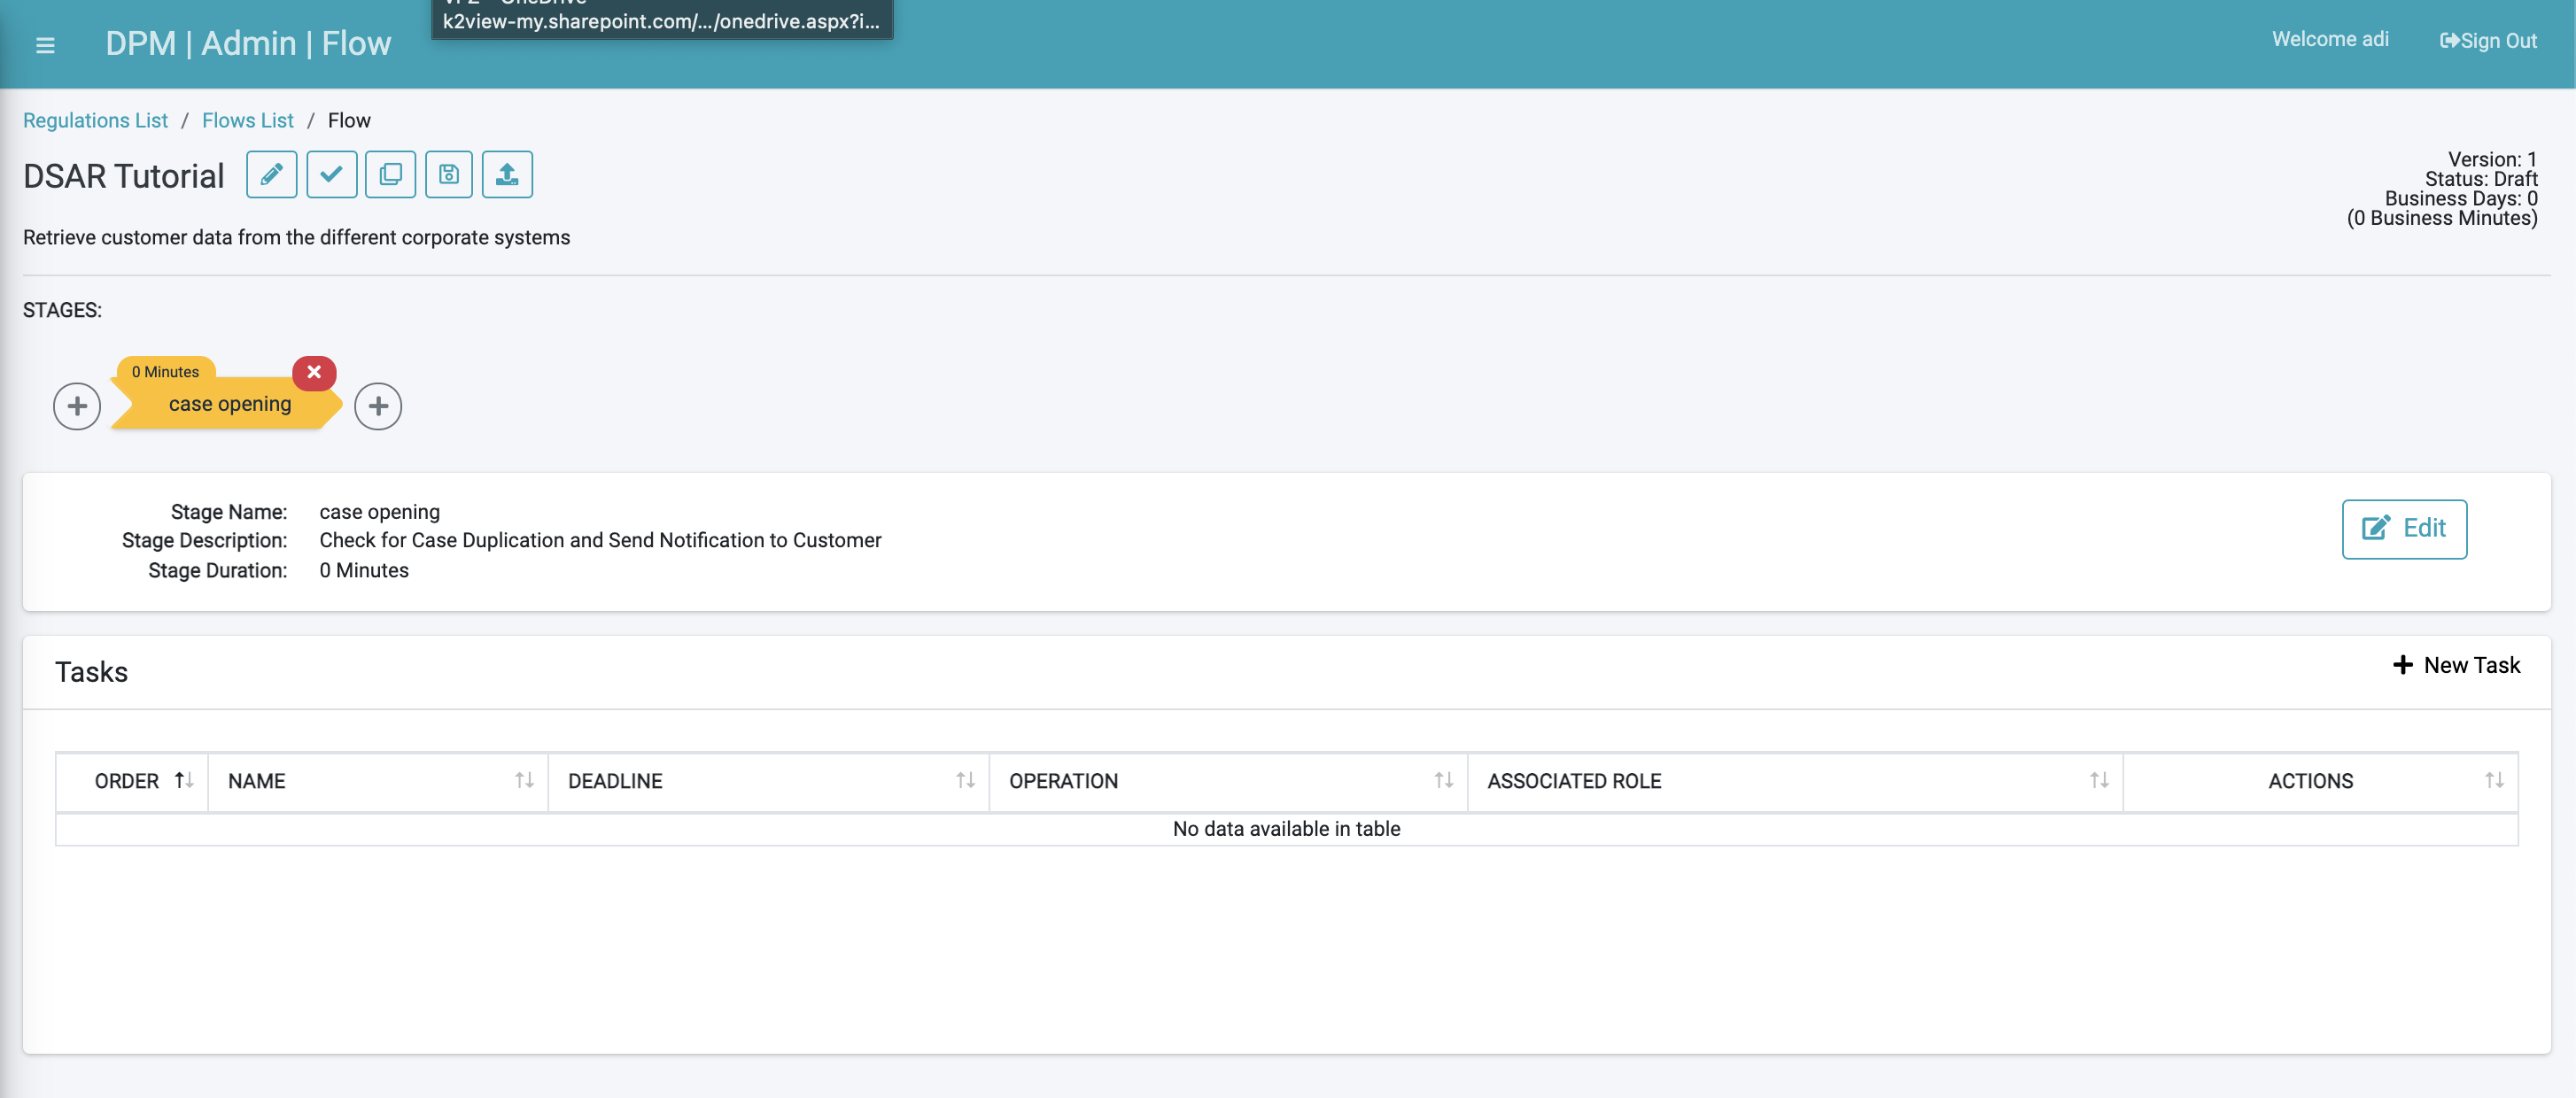 k2view-my.sharepoint.com/.../onedrive.aspx?i...
DPM | Admin | Flow
Welcome adi
Sign Out
Regulations List / Flows List / Flow
DSAR Tutorial
Version: 1
Status: Draft
Business Days: 0
(0 Business Minutes)
Retrieve customer data from the different corporate systems
STAGES:
0 Minutes
case opening
Stage Name: case opening
Stage Description: Check for Case Duplication and Send Notification to Customer
Stage Duration: 0 Minutes
Edit
Tasks
New Task
ORDER NAME DEADLINE OPERATION ASSOCIATED ROLE ACTIONS
No data available in table